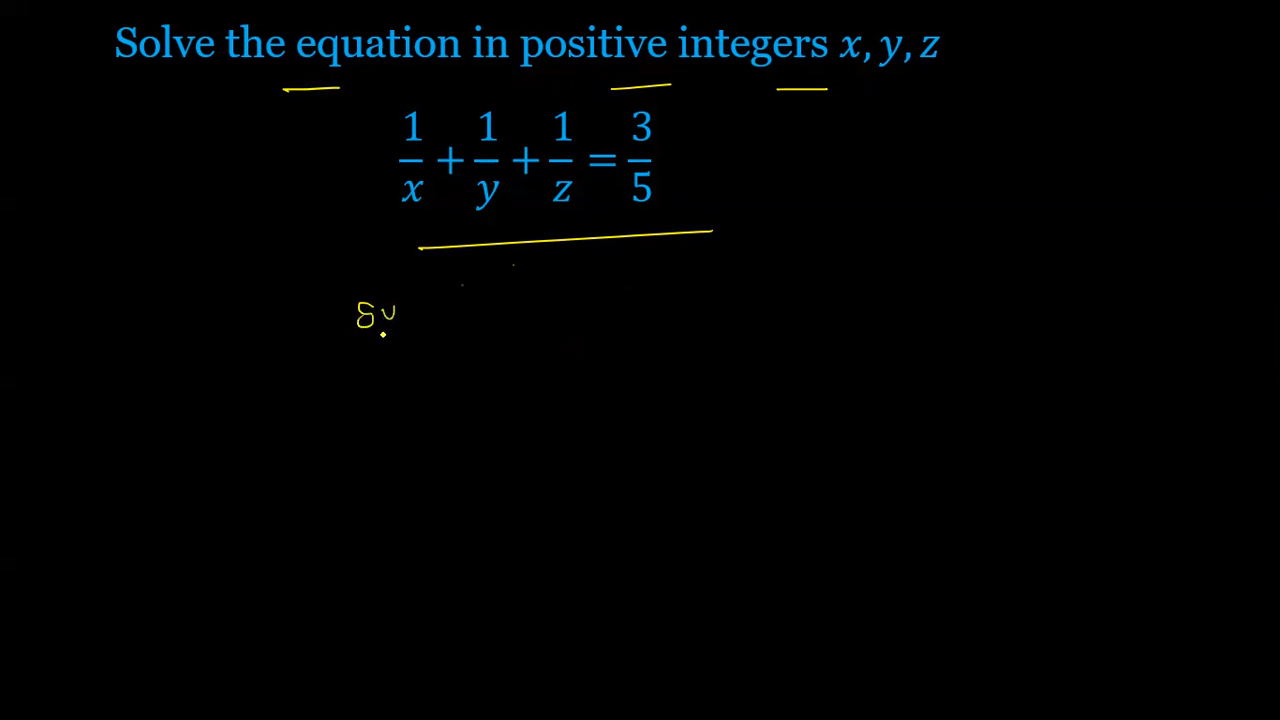 Solve the equation in positive integers x, y, z
1/x + 1/y + 1/z = 3/5